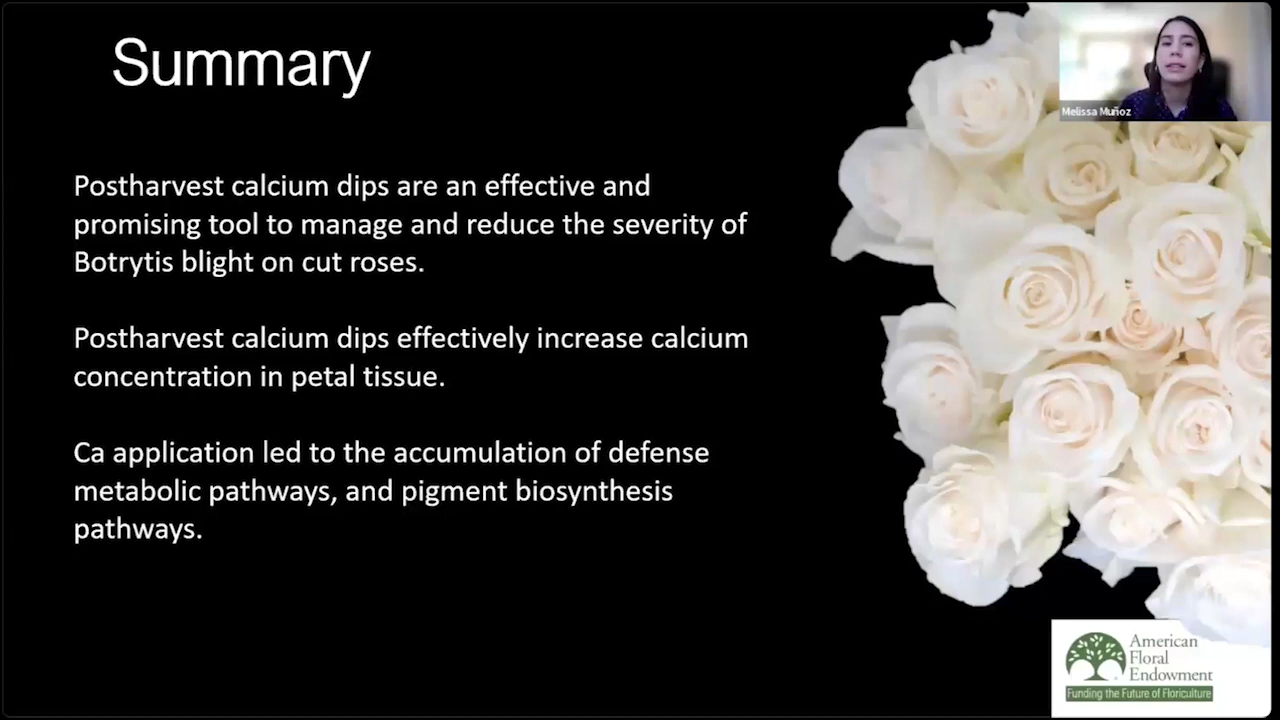 Summary
Postharvest calcium dips are an effective and
promising tool to manage and reduce the severity of
Botrytis blight on cut roses.
Postharvest calcium dips effectively increase calcium
concentration in petal tissue.
Ca application led to the accumulation of defense
metabolic pathways, and pigment biosynthesis
pathways.
Melissa Muñoz
American
Floral
Endowment
Funding the Future of Floriculture